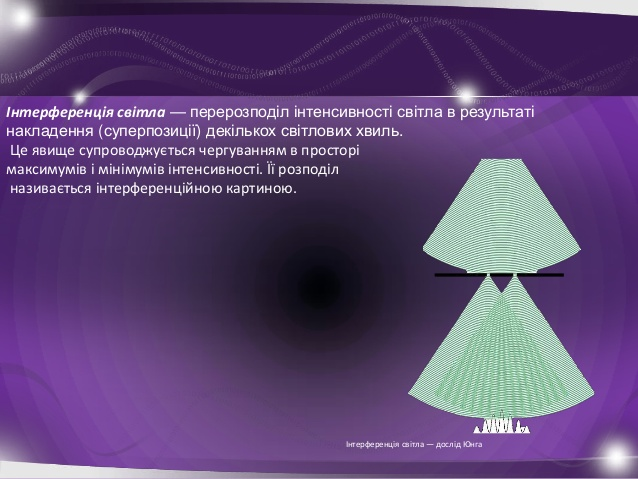 Інтерференція світла — перерозподіл інтенсивності світла в результаті
накладення (суперпозиції) декількох світлових хвиль.
Це явище супроводжується чергуванням в просторі
максимумів і мінімумів інтенсивності. Її розподіл
називається інтерференційною картиною.
Інтерференція світла — дослід Юнга